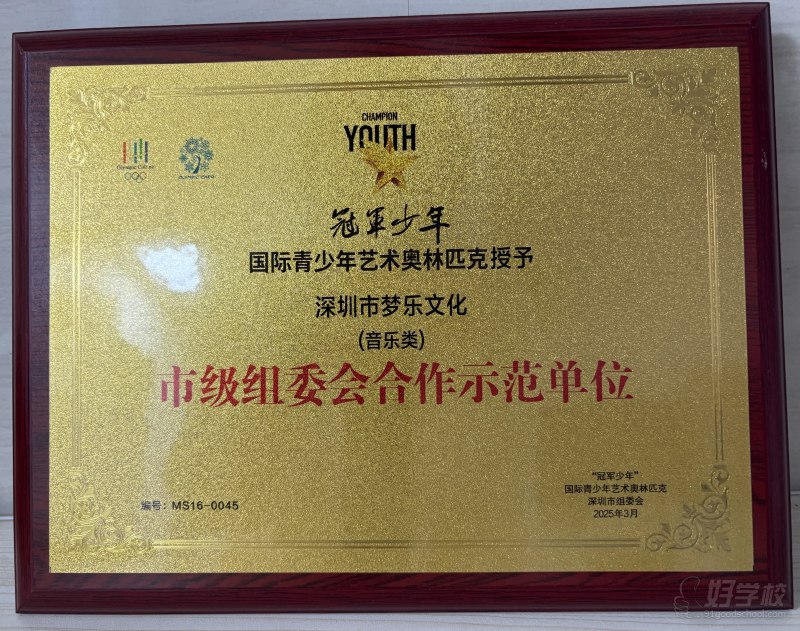 CHAMPION
YOUTH
冠军少年
国际青少年艺术奥林匹克授予
深圳市梦乐文化
(音乐类)
市级组委会合作示范单位
编号：MS16-0045
“冠军少年”
国际青少年艺术奥林匹克
深圳市组委会
2025年3月
好学校
91goodschool.com